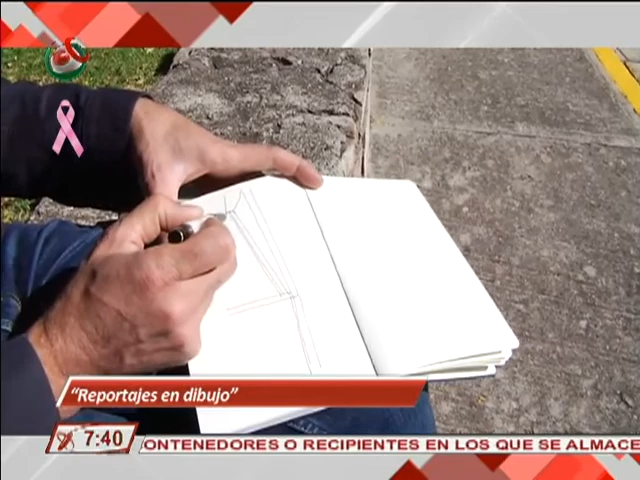 “Reportajes en dibujo”
7:40
ONTENEDORES O RECIPIENTES EN LOS QUE SE ALMACE